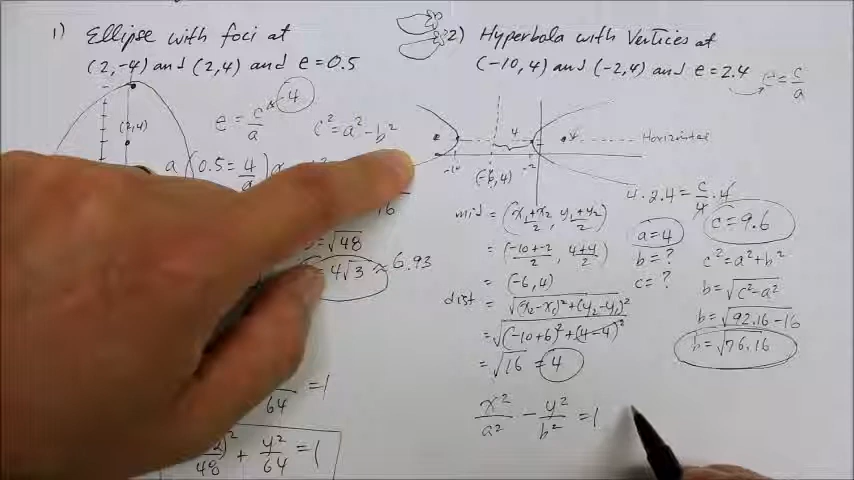 1) Ellipse with foci at
(2,-4) and (2,4) and e=0.5
4
e = c/a
c² = a² - b²
(2,4)
a (0.5 = 4/a) a
16
= √48
= 4√3 ≈ 6.93
64 = 1
48 + y²/64 = 1
2) Hyperbola with Vertices at
(-10, 4) and (-2,4) and e=2.4
e = c/a
4
Horizontal
-10
(-6, 4)
-2
mid = (x₁+x₂/2, y₁+y₂/2)
= (-10+-2/2, 4+4/2)
= (-6,4)
dist = √(x₂-x₁)²+(y₂-y₁)²
= √(-10+6)²+(4-4)²
= √16 = 4
x²/a² - y²/b² = 1
4 · 2.4 = c/4 · 4
a=4
c=9.6
b=?
c=?
c² = a² + b²
b = √c²-a²
b = √92.16-16
b = √76.16